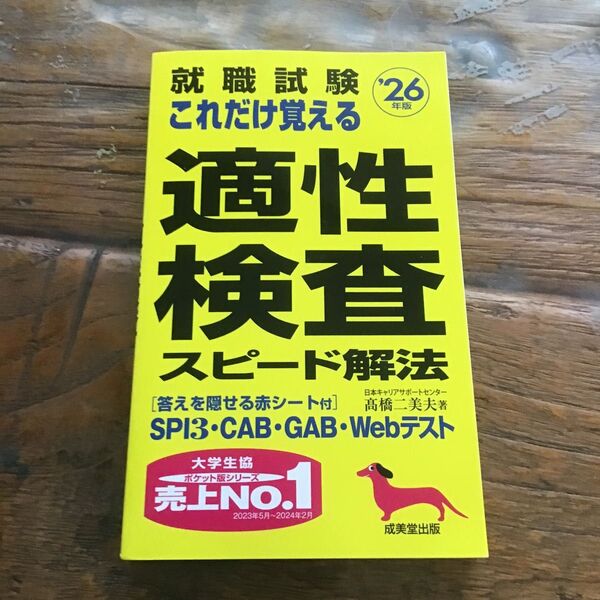 就職試験
これだけ覚える
'26
年版
適性
検査
スピード解法
[答えを隠せる赤シート付]
日本キャリアサポートセンター
髙橋二美夫著
SPI3・CAB・GAB・Webテスト
大学生協
ポケット版シリーズ
売上NO.1
2023年5月~2024年2月
成美堂出版